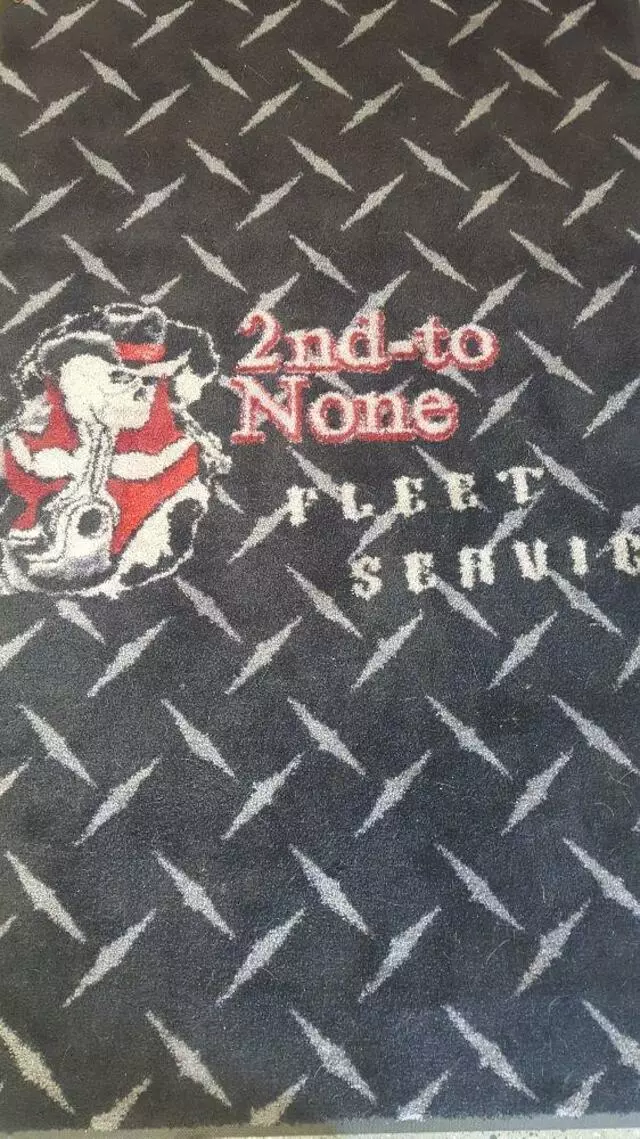 2nd-to
None
FLEET
SERVIC